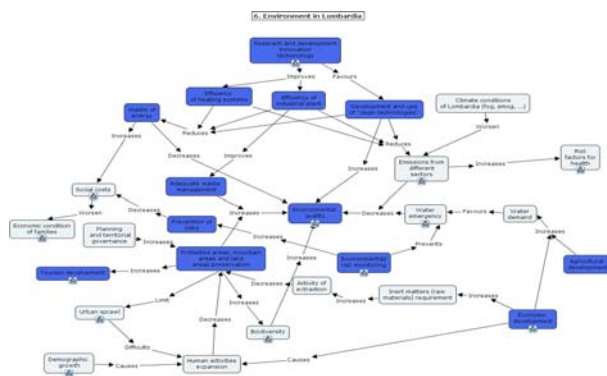 6. Environment in Lombardia
Research and development
innovation
technology
Improves
Favours
Efficiency
of heating systems
Efficiency of
industrial plant
Development and use
of "clean technologies"
Climate conditions
of Lombardia (fog, smog, ...)
Waste of
energy
Reduces
Reduces
Worsen
Increases
Decreases
Improves
Increases
Emissions from
different
sectors
Increases
Risk
factors for
health
Social costs
Adequate waste
management
Decreases
Worsen
Decreases
Prevention of
risks
Increases
Environmental
quality
Decreases
Water
emergency
Favours
Water
demand
Economic condition
of families
Planning
and territorial
governance
Increases
Increases
Increases
Prevents
Increases
Tourism development
Increases
Protected areas, mountain
areas and lake
areas preservation
Increases
Environmental
risk monitoring
Agricultural
development
Decreases
Activity of
extraction
Increases
Inert matters (raw
materials) requirement
Increases
Limit
Increases
Urban sprawl
Biodiversity
Economic
development
Difficults
Decreases
Demographic
growth
Causes
Human activities
expansion
Causes